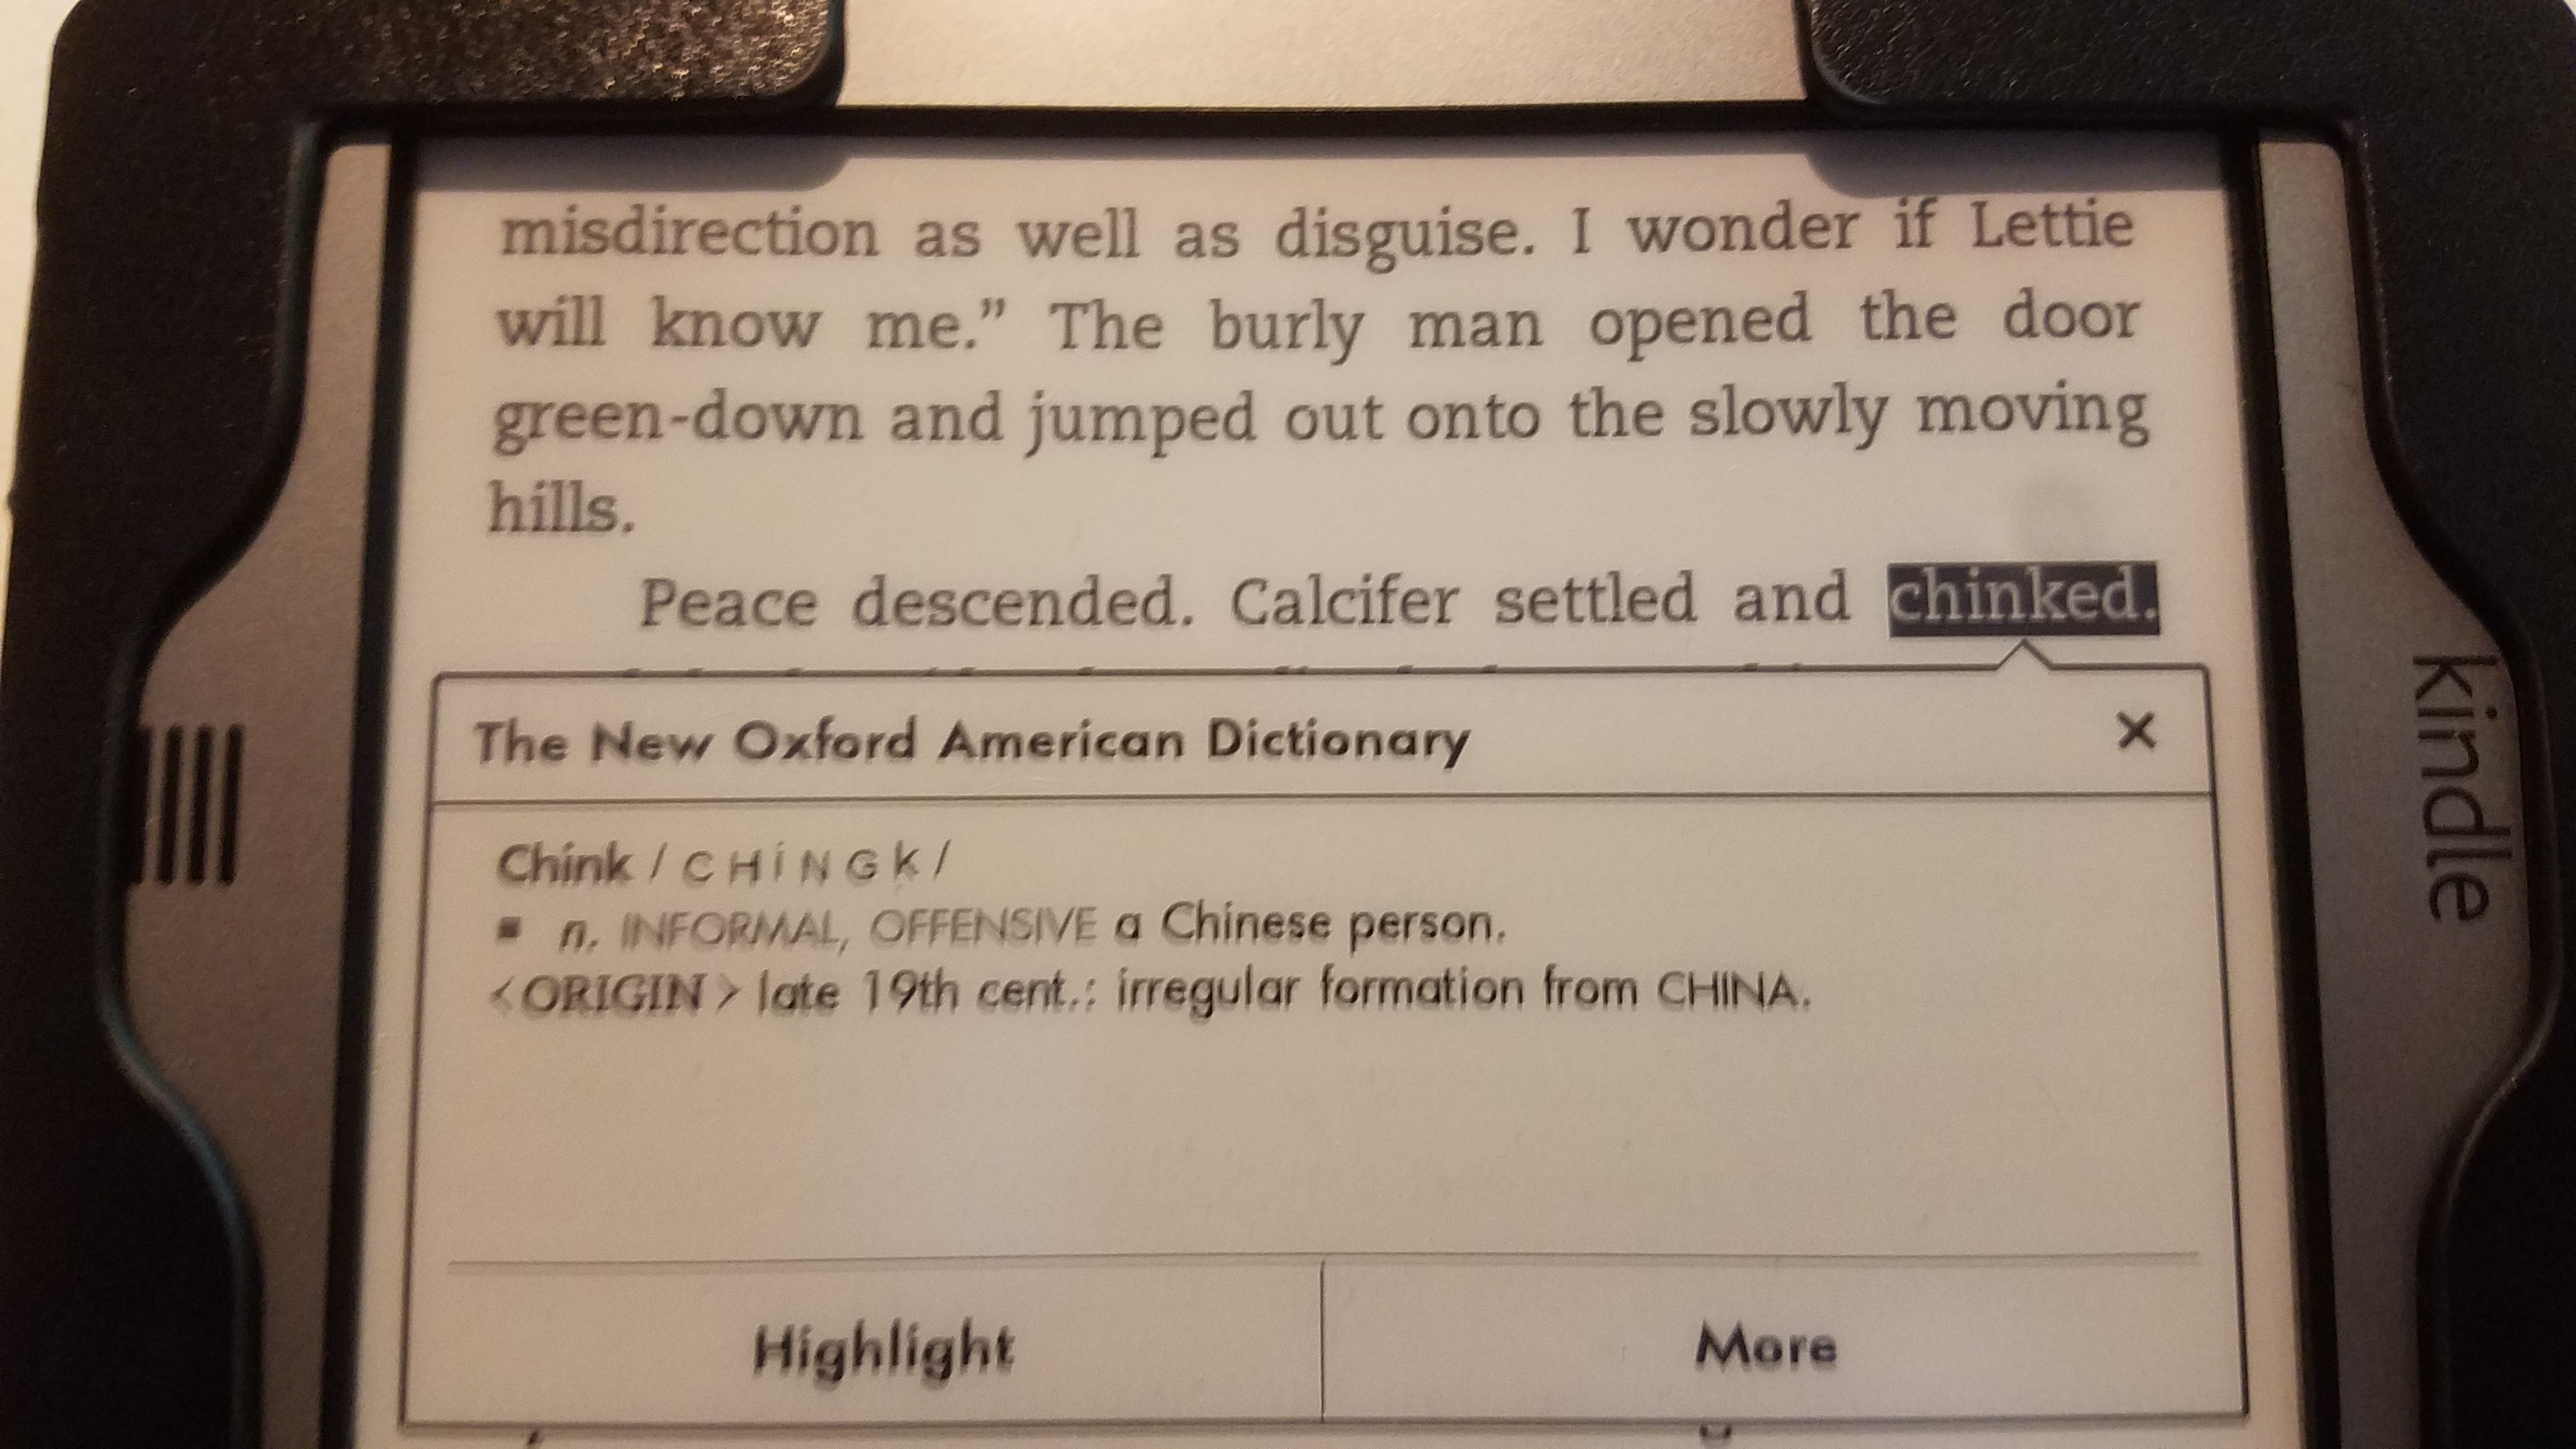 misdirection as well as disguise. I wonder if Lettie
will know me.” The burly man opened the door
green-down and jumped out onto the slowly moving
hills.
Peace descended. Calcifer settled and chinked.
The New Oxford American Dictionary
×
Chink / CHiNGk /
▪ n. INFORMAL, OFFENSIVE a Chinese person.
<ORIGIN> late 19th cent.: irregular formation from CHINA.
Highlight
More
kindle